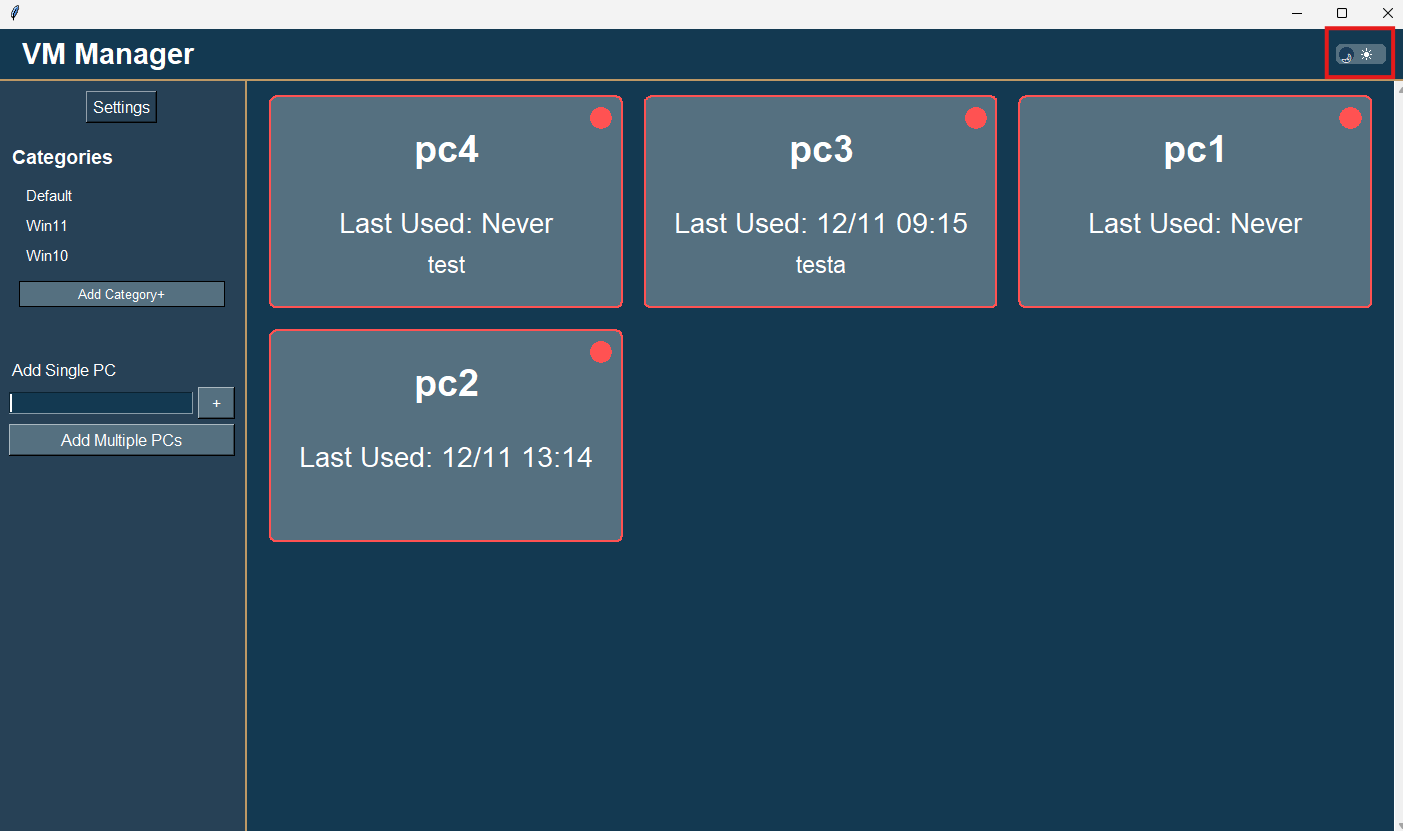 VM Manager
Settings
Categories
Default
Win11
Win10
Add Category+
Add Single PC
+
Add Multiple PCs
pc4
Last Used: Never
test
pc3
Last Used: 12/11 09:15
testa
pc1
Last Used: Never
pc2
Last Used: 12/11 13:14